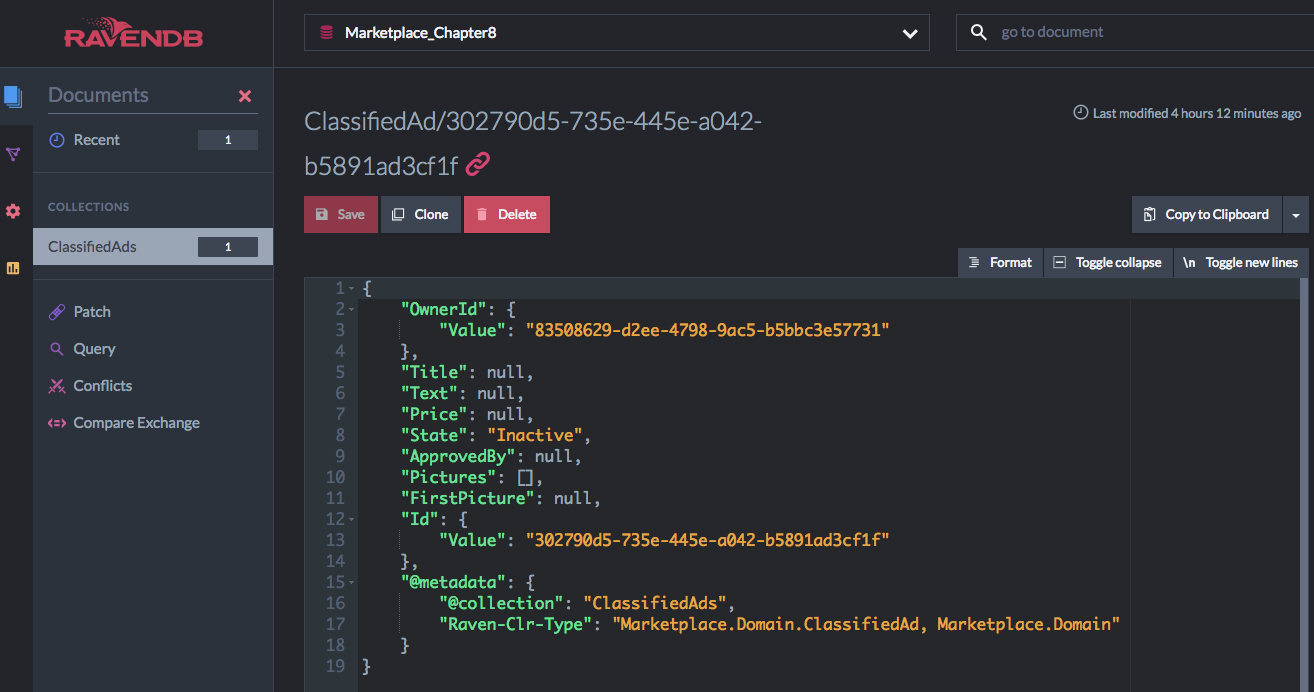 RAVENDB
Marketplace_Chapter8
go to document
Documents
Recent 1
COLLECTIONS
ClassifiedAds 1
Patch
Query
Conflicts
Compare Exchange
ClassifiedAd/302790d5-735e-445e-a042-
b5891ad3cf1f
Last modified 4 hours 12 minutes ago
Save Clone Delete
Copy to Clipboard
Format Toggle collapse \n Toggle new lines
1 {
2 "OwnerId": {
3 "Value": "83508629-d2ee-4798-9ac5-b5bbc3e57731"
4 },
5 "Title": null,
6 "Text": null,
7 "Price": null,
8 "State": "Inactive",
9 "ApprovedBy": null,
10 "Pictures": [],
11 "FirstPicture": null,
12 "Id": {
13 "Value": "302790d5-735e-445e-a042-b5891ad3cf1f"
14 },
15 "@metadata": {
16 "@collection": "ClassifiedAds",
17 "Raven-Clr-Type": "Marketplace.Domain.ClassifiedAd, Marketplace.Domain"
18 }
19 }